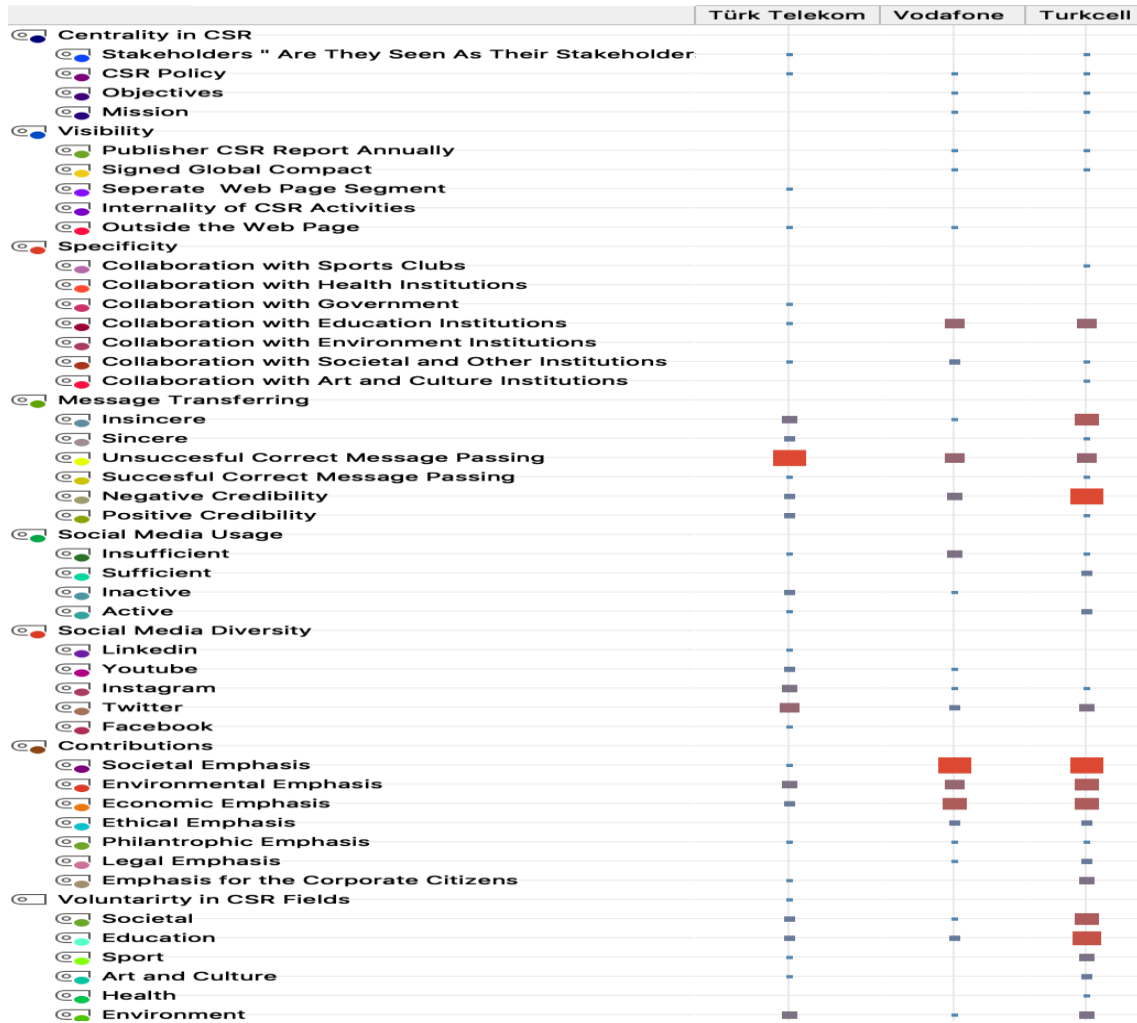 Türk Telekom Vodafone Turkcell
Centrality in CSR
Stakeholders " Are They Seen As Their Stakeholder
CSR Policy
Objectives
Mission
Visibility
Publisher CSR Report Annually
Signed Global Compact
Seperate Web Page Segment
Internality of CSR Activities
Outside the Web Page
Specificity
Collaboration with Sports Clubs
Collaboration with Health Institutions
Collaboration with Government
Collaboration with Education Institutions
Collaboration with Environment Institutions
Collaboration with Societal and Other Institutions
Collaboration with Art and Culture Institutions
Message Transferring
Insincere
Sincere
Unsuccesful Correct Message Passing
Succesful Correct Message Passing
Negative Credibility
Positive Credibility
Social Media Usage
Insufficient
Sufficient
Inactive
Active
Social Media Diversity
Linkedin
Youtube
Instagram
Twitter
Facebook
Contributions
Societal Emphasis
Environmental Emphasis
Economic Emphasis
Ethical Emphasis
Philantrophic Emphasis
Legal Emphasis
Emphasis for the Corporate Citizens
Voluntarirty in CSR Fields
Societal
Education
Sport
Art and Culture
Health
Environment